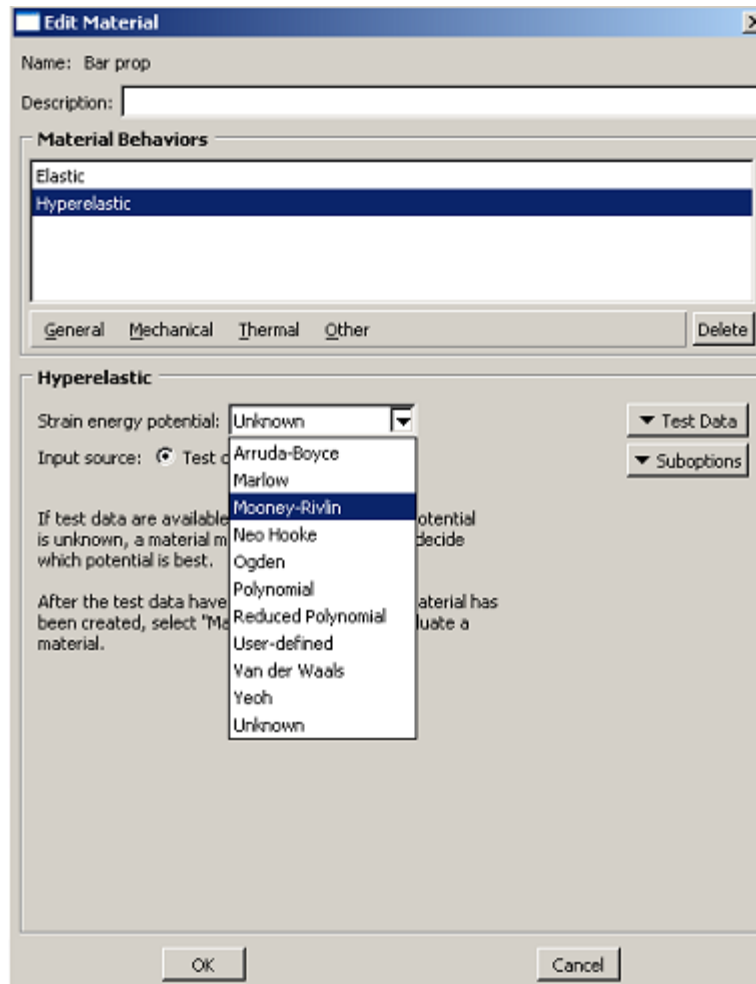 Edit Material
Name: Bar prop
Description:
Material Behaviors
Elastic
Hyperelastic
General Mechanical Thermal Other Delete
Hyperelastic
Strain energy potential: Unknown Test Data
Input source: Test Suboptions
Arruda-Boyce
Marlow
Mooney-Rivlin
Neo Hooke
Ogden
Polynomial
Reduced Polynomial
User-defined
Van der Waals
Yeoh
Unknown
If test data are available otential
is unknown, a material decide
which potential is best.
After the test data have aterial has
been created, select luate a
material.
OK Cancel